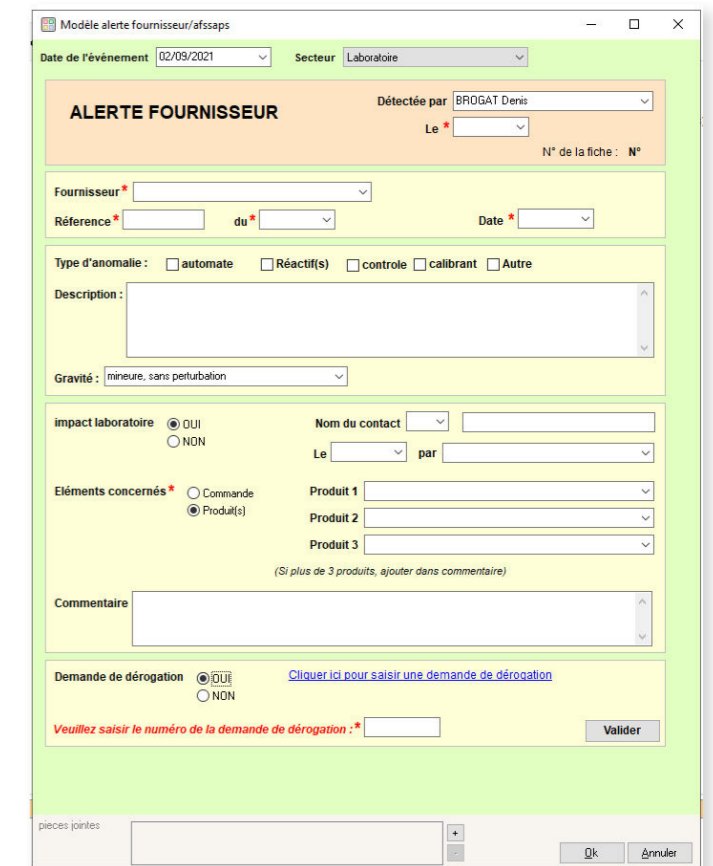 Modèle alerte fournisseur/afssaps
Date de l'événement 02/09/2021 Secteur Laboratoire
ALERTE FOURNISSEUR
Détectée par BROGAT Denis
Le *
N° de la fiche : N°
Fournisseur *
Réference * du * Date *
Type d'anomalie : automate Réactif(s) controle calibrant Autre
Description :
Gravité : mineure, sans perturbation
impact laboratoire OUI Nom du contact
NON
Le par
Eléments concernés * Commande Produit 1
Produit(s)
Produit 2
Produit 3
(Si plus de 3 produits, ajouter dans commentaire)
Commentaire
Demande de dérogation OUI Cliquer ici pour saisir une demande de dérogation
NON
Veuillez saisir le numéro de la demande de dérogation : *
Valider
pieces jointes
+
-
Ok Annuler